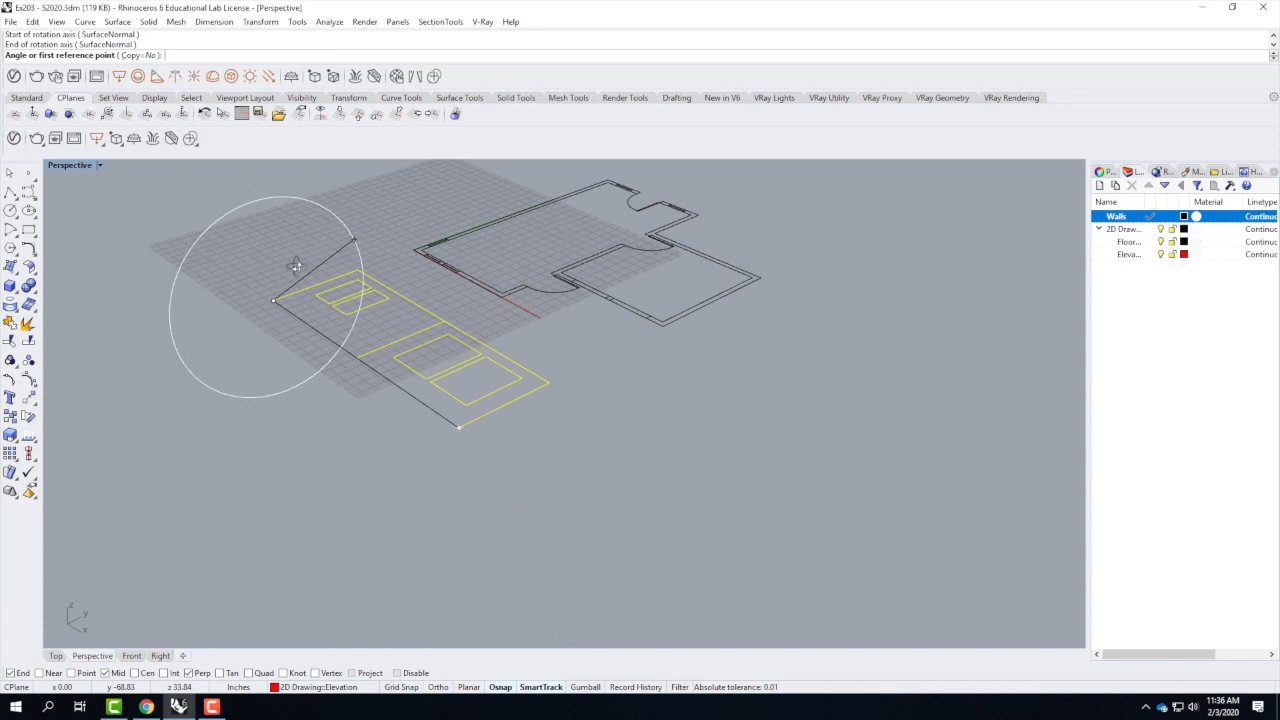 Ex203 - S2020.3dm (119 KB) - Rhinoceros 6 Educational Lab License - [Perspective]
File Edit View Curve Surface Solid Mesh Dimension Transform Tools Analyze Render Panels SectionTools V-Ray Help
Start of rotation axis ( SurfaceNormal )
End of rotation axis ( SurfaceNormal )
Angle or first reference point ( Copy=No ):
Standard CPlanes Set View Display Select Viewport Layout Visibility Transform Curve Tools Surface Tools Solid Tools Mesh Tools Render Tools Drafting New in V6 VRay Lights VRay Utility VRay Proxy VRay Geometry VRay Rendering
Perspective
P... L... R... M... Li... H...
Name Material Linetype
Walls Continuc
2D Draw... Continuc
Floor... Continuc
Eleva... Continuc
z
y
x
Top Perspective Front Right
End Near Point Mid Cen Int Perp Tan Quad Knot Vertex Project Disable
CPlane x 0.00 y -68.83 z 33.84 Inches 2D Drawing::Elevation Grid Snap Ortho Planar Osnap SmartTrack Gumball Record History Filter Absolute tolerance: 0.01
11:36 AM
2/3/2020